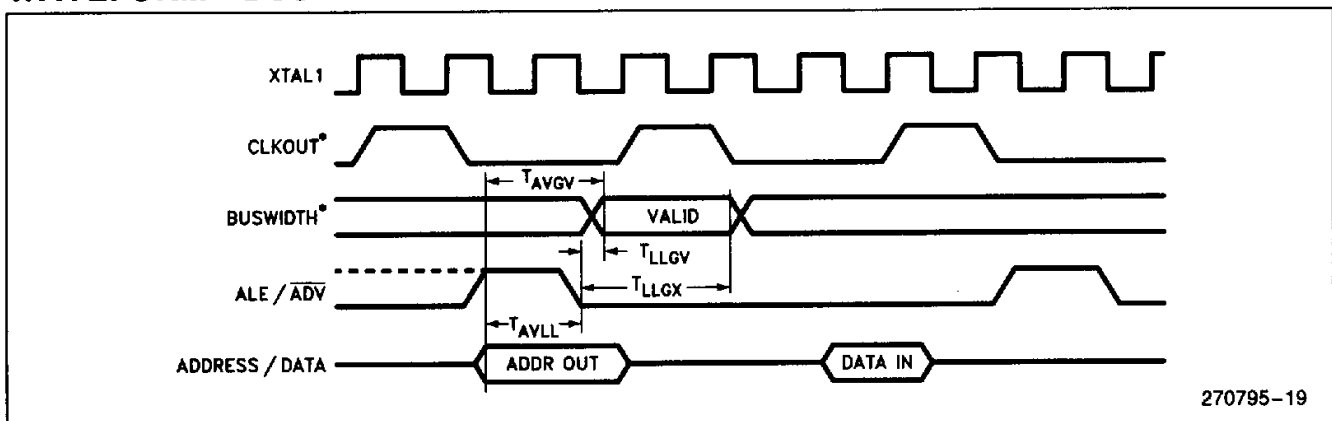 XTAL1
CLKOUT*
TAVGV
BUSWIDTH*
VALID
TLLGV
ALE / ADV
TLLGX
TAVLL
ADDRESS / DATA
ADDR OUT
DATA IN
270795-19